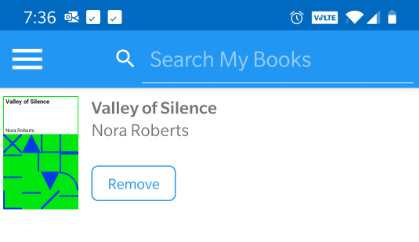 7:36
VoLTE
Search My Books
Valley of Silence
Nora Roberts
Valley of Silence
Nora Roberts
Remove